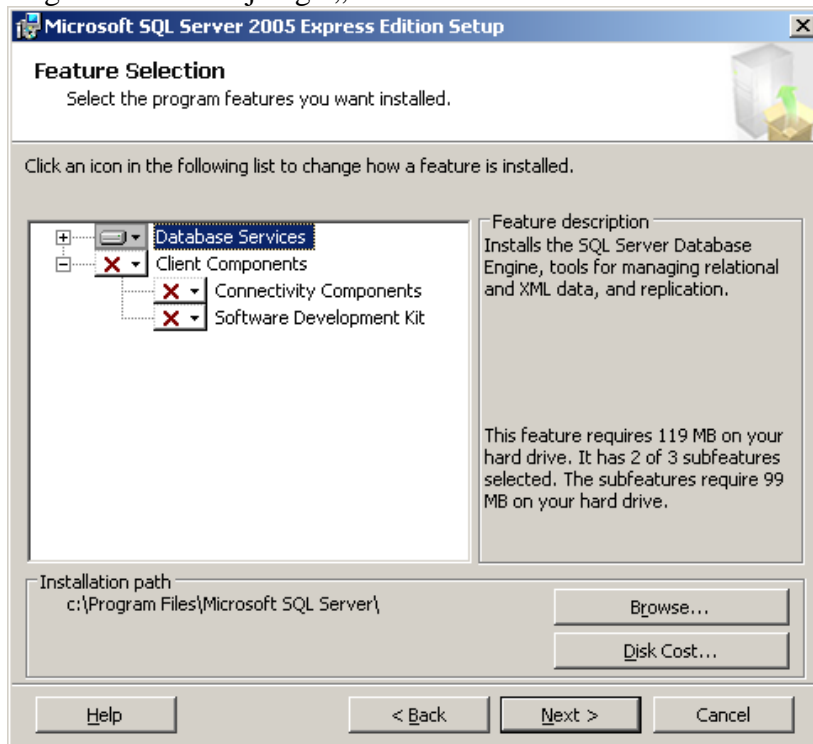 Microsoft SQL Server 2005 Express Edition Setup
Feature Selection
Select the program features you want installed.
Click an icon in the following list to change how a feature is installed.
Database Services
Client Components
Connectivity Components
Software Development Kit
Feature description
Installs the SQL Server Database
Engine, tools for managing relational
and XML data, and replication.
This feature requires 119 MB on your
hard drive. It has 2 of 3 subfeatures
selected. The subfeatures require 99
MB on your hard drive.
Installation path
c:\Program Files\Microsoft SQL Server\
Browse...
Disk Cost...
Help
< Back
Next >
Cancel